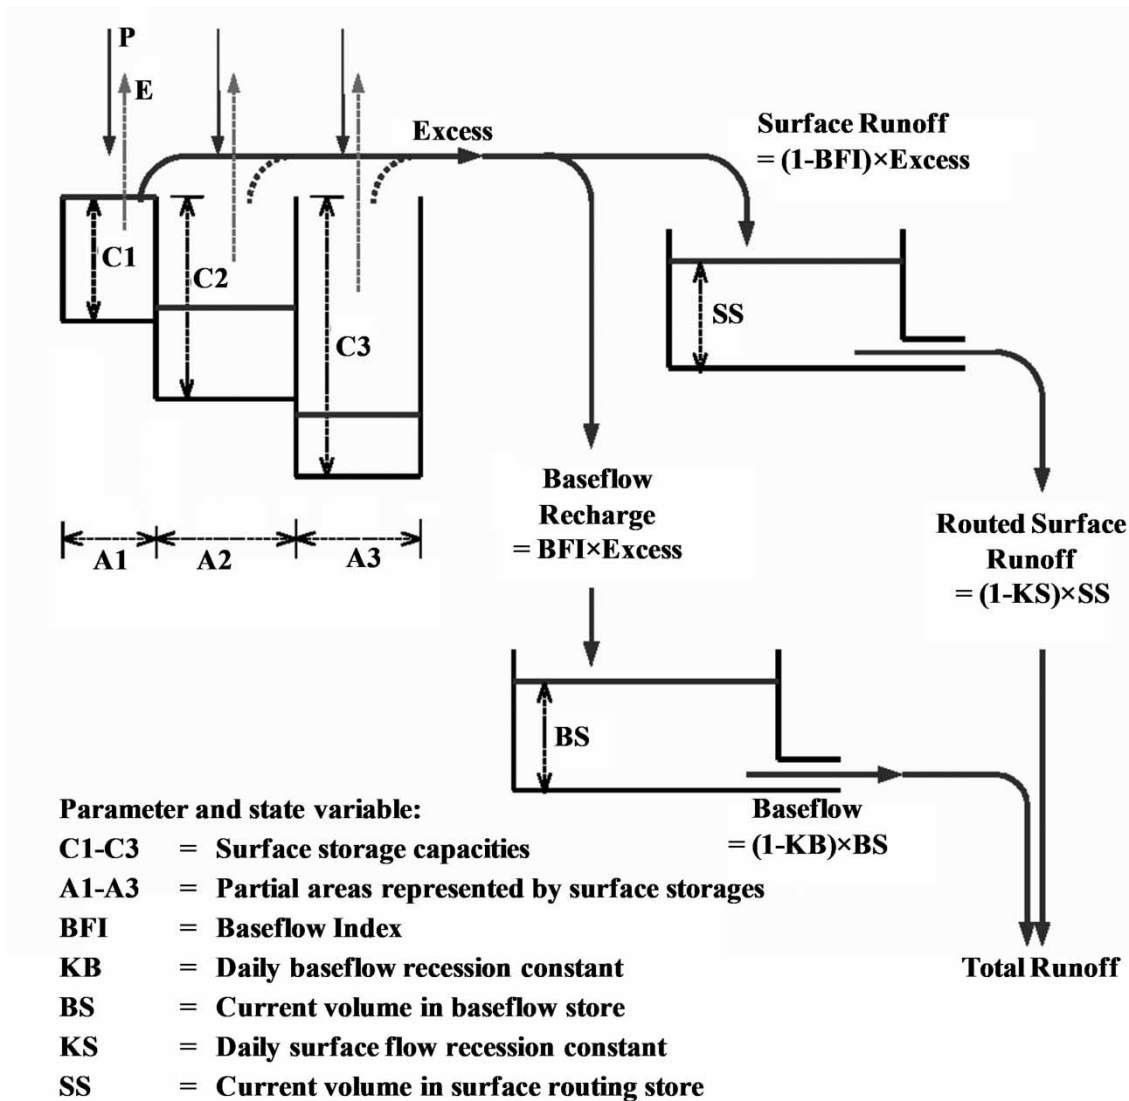 P
E
Excess
Surface Runoff
= (1-BFI)×Excess
C1
C2
C3
SS
A1
A2
A3
Baseflow
Recharge
= BFI×Excess
Routed Surface
Runoff
= (1-KS)×SS
BS
Baseflow
= (1-KB)×BS
Total Runoff
Parameter and state variable:
C1-C3 = Surface storage capacities
A1-A3 = Partial areas represented by surface storages
BFI = Baseflow Index
KB = Daily baseflow recession constant
BS = Current volume in baseflow store
KS = Daily surface flow recession constant
SS = Current volume in surface routing store